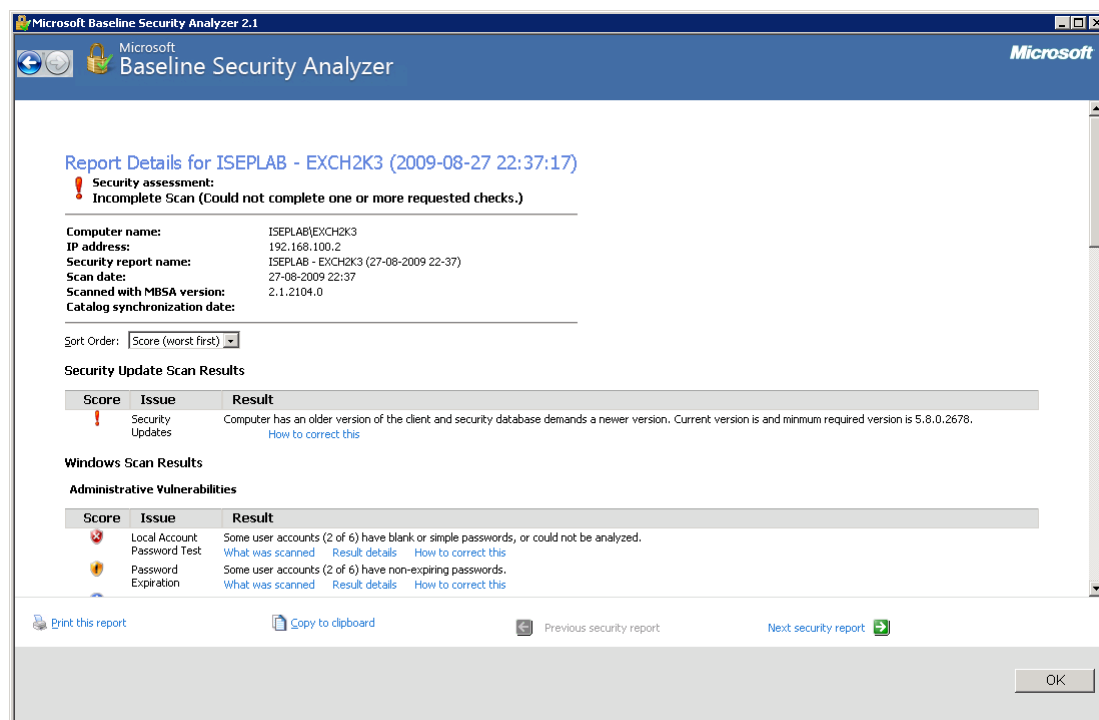 Microsoft Baseline Security Analyzer 2.1
Microsoft
Baseline Security Analyzer
Microsoft
Report Details for ISEPLAB - EXCH2K3 (2009-08-27 22:37:17)
Security assessment:
Incomplete Scan (Could not complete one or more requested checks.)
Computer name: ISEPLAB\EXCH2K3
IP address: 192.168.100.2
Security report name: ISEPLAB - EXCH2K3 (27-08-2009 22-37)
Scan date: 27-08-2009 22:37
Scanned with MBSA version: 2.1.2104.0
Catalog synchronization date:
Sort Order: Score (worst first)
Security Update Scan Results
Score Issue Result
Security Updates Computer has an older version of the client and security database demands a newer version. Current version is and minmum required version is 5.8.0.2678.
How to correct this
Windows Scan Results
Administrative Vulnerabilities
Score Issue Result
Local Account Password Test Some user accounts (2 of 6) have blank or simple passwords, or could not be analyzed.
What was scanned Result details How to correct this
Password Expiration Some user accounts (2 of 6) have non-expiring passwords.
What was scanned Result details How to correct this
Print this report Copy to clipboard Previous security report Next security report
OK